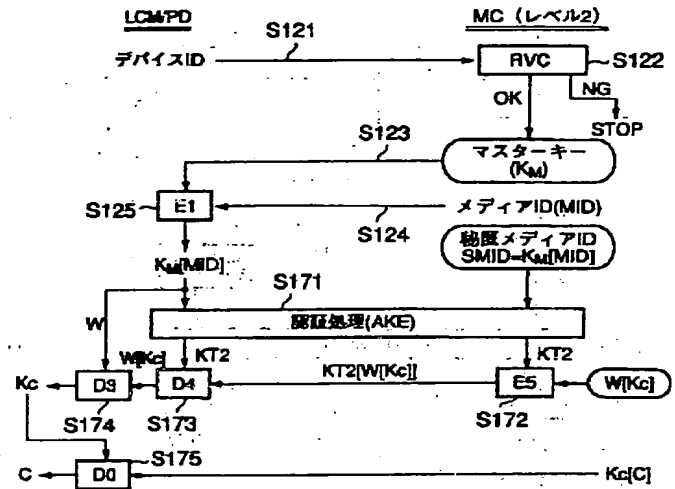 LCM/PD
MC (レベル2)
S121
デバイスID
RVC
S122
OK
NG
STOP
S123
マスターキー
(KM)
S125
E1
S124
メディアID(MID)
KM[MID]
秘匿メディアID
SMID=KM[MID]
S171
W
認証処理(AKE)
W[Kc]
KT2
KT2
Kc
D3
D4
KT2[W[Kc]]
E5
W[Kc]
S174
S173
S172
S175
C
D0
Kc[C]